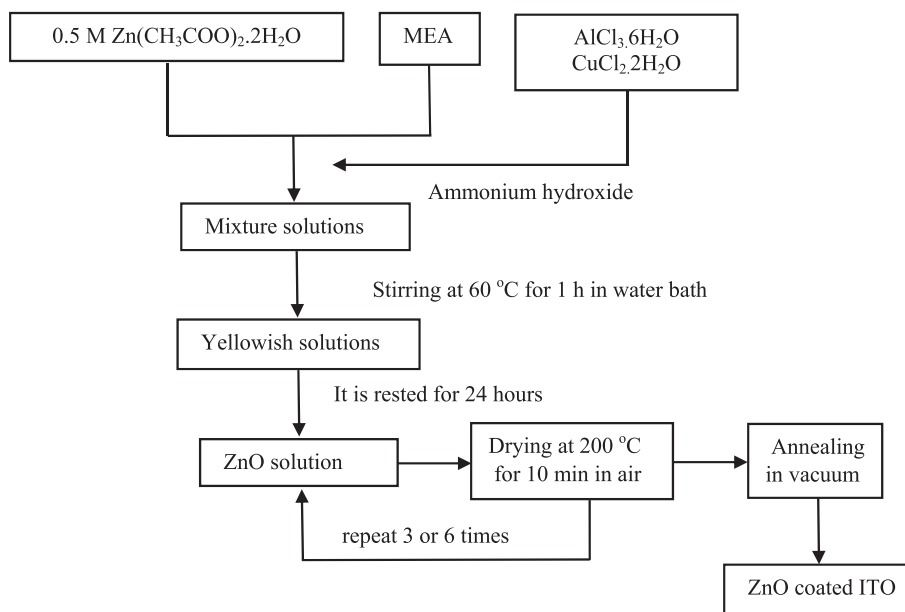 0.5 M Zn(CH₃COO)₂.2H₂O
MEA
AlCl₃.6H₂O
CuCl₂.2H₂O
Ammonium hydroxide
Mixture solutions
Stirring at 60 °C for 1 h in water bath
Yellowish solutions
It is rested for 24 hours
ZnO solution
Drying at 200 °C
for 10 min in air
Annealing
in vacuum
repeat 3 or 6 times
ZnO coated ITO